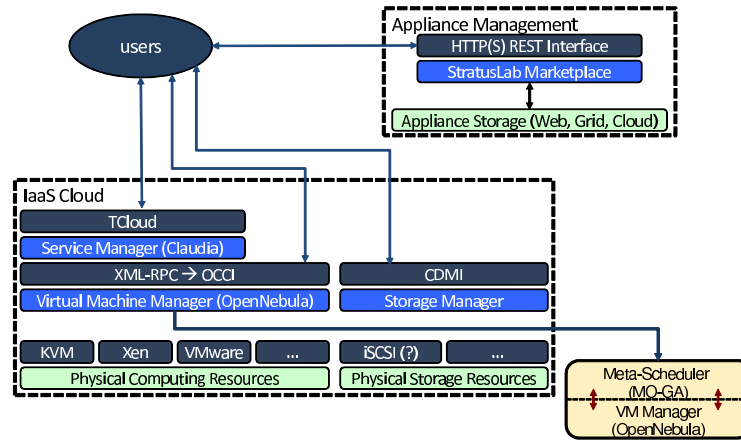 users
Appliance Management
HTTP(S) REST Interface
StratusLab Marketplace
Appliance Storage (Web, Grid, Cloud)
IaaS Cloud
TCloud
Service Manager (Claudia)
XML-RPC → OCCI
CDMI
Virtual Machine Manager (OpenNebula)
Storage Manager
KVM
Xen
VMware
...
iSCSI (?)
...
Physical Computing Resources
Physical Storage Resources
Meta-Scheduler
(MO-GA)
VM Manager
(OpenNebula)